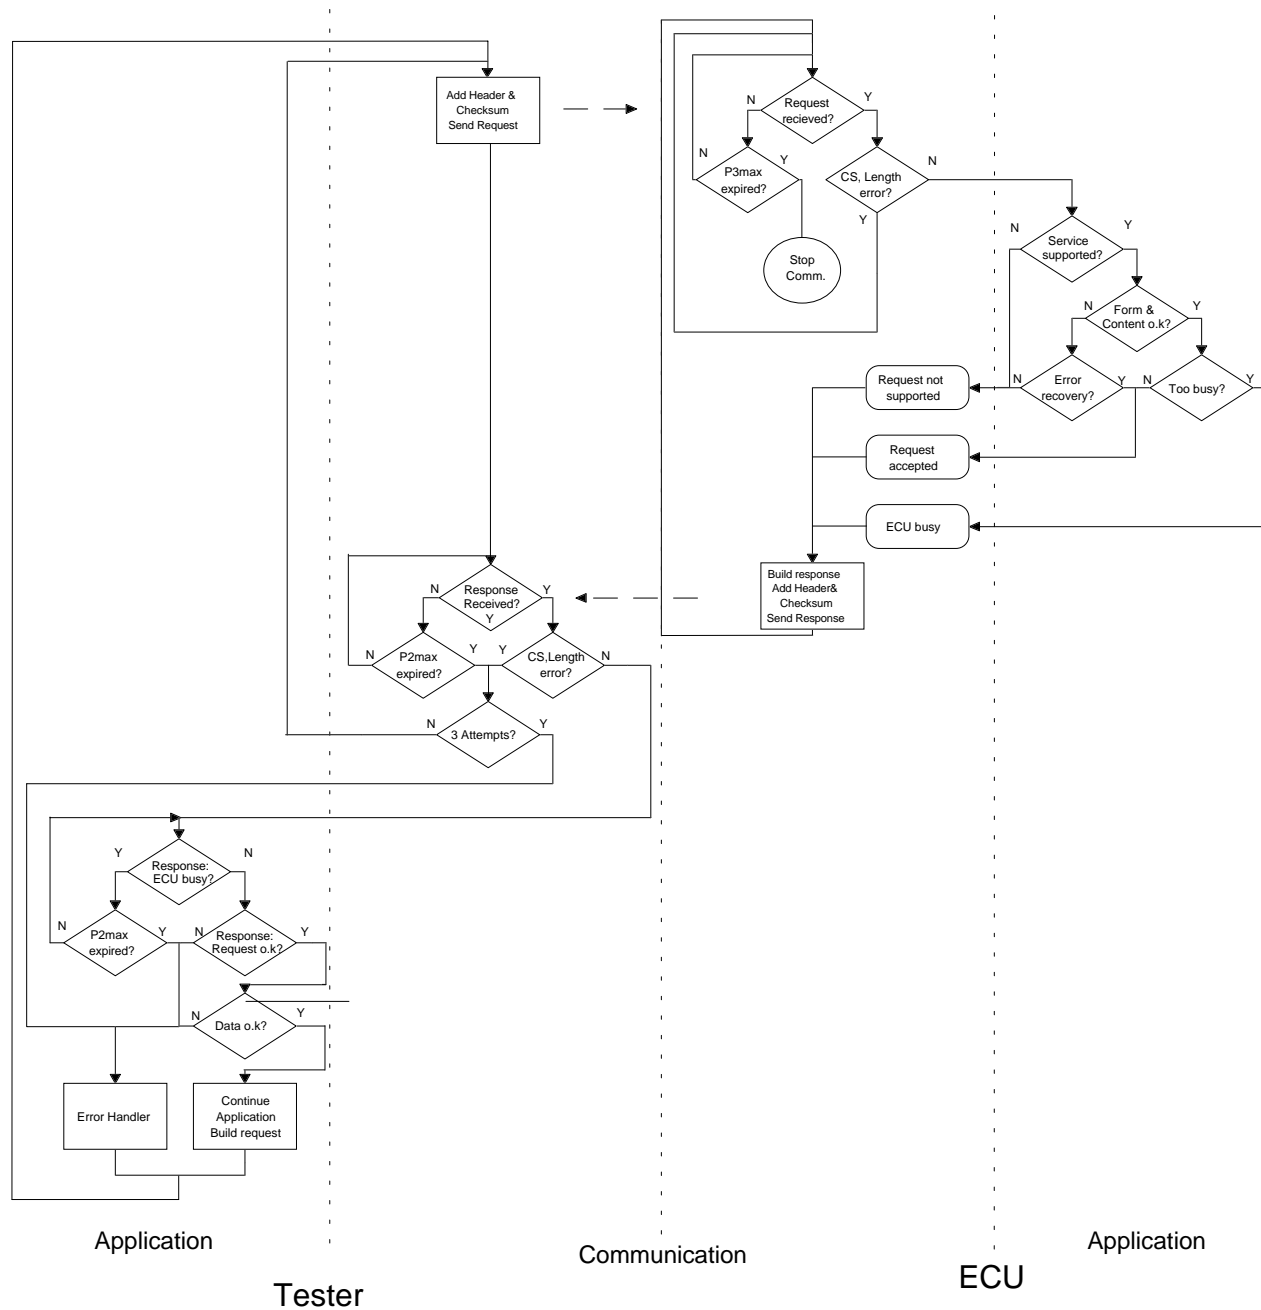 Add Header &
Checksum
Send Request
N
Request
recieved?
Y
N
P3max
expired?
Y
CS, Length
error?
N
Y
Stop
Comm.
N
Service
supported?
Y
N
Form &
Content o.k?
Y
Request not
supported
N
Error
recovery?
Y
N
Too busy?
Y
Request
accepted
ECU busy
Build response
Add Header&
Checksum
Send Response
N
Response
Received?
Y
Y
N
P2max
expired?
Y
Y
CS,Length
error?
N
N
3 Attempts?
Y
Y
Response:
ECU busy?
N
N
P2max
expired?
Y
N
Response:
Request o.k?
Y
N
Data o.k?
Y
Error Handler
Continue
Application
Build request
Application
Communication
Application
Tester
ECU